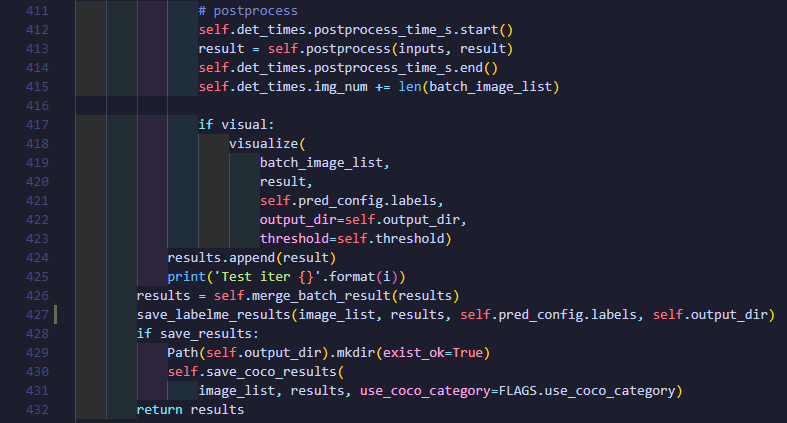 411 # postprocess
412 self.det_times.postprocess_time_s.start()
413 result = self.postprocess(inputs, result)
414 self.det_times.postprocess_time_s.end()
415 self.det_times.img_num += len(batch_image_list)
416
417 if visual:
418 visualize(
419 batch_image_list,
420 result,
421 self.pred_config.labels,
422 output_dir=self.output_dir,
423 threshold=self.threshold)
424 results.append(result)
425 print('Test iter {}'.format(i))
426 results = self.merge_batch_result(results)
427 save_labelme_results(image_list, results, self.pred_config.labels, self.output_dir)
428 if save_results:
429 Path(self.output_dir).mkdir(exist_ok=True)
430 self.save_coco_results(
431 image_list, results, use_coco_category=FLAGS.use_coco_category)
432 return results